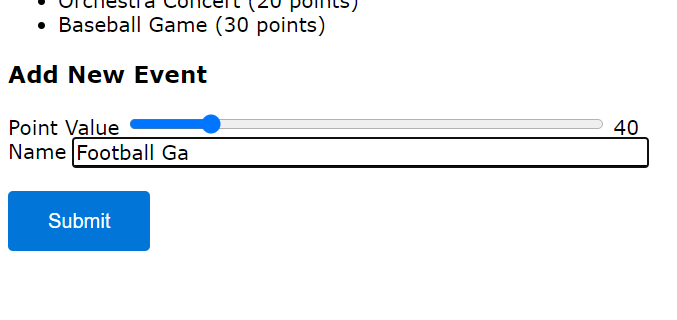 Orchestra Concert (20 points)
Baseball Game (30 points)
Add New Event
Point Value 40
Name Football Ga
Submit